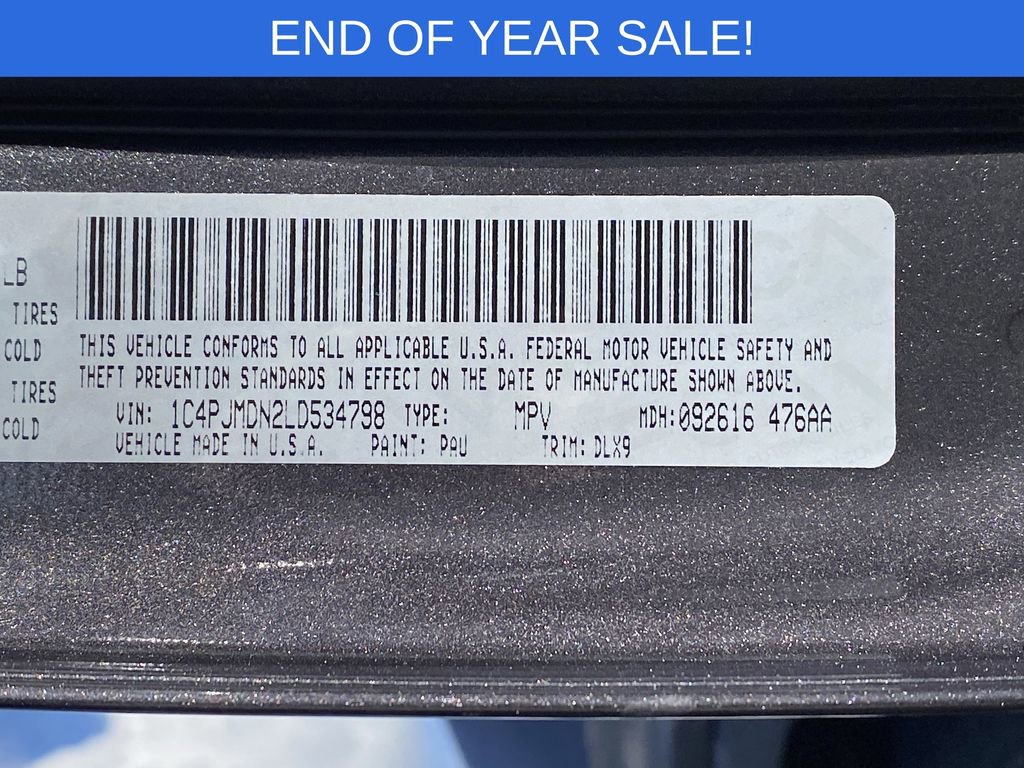 END OF YEAR SALE!
LB
TIRES
COLD
TIRES
COLD
THIS VEHICLE CONFORMS TO ALL APPLICABLE U.S.A. FEDERAL MOTOR VEHICLE SAFETY AND
THEFT PREVENTION STANDARDS IN EFFECT ON THE DATE OF MANUFACTURE SHOWN ABOVE.
VIN: 1C4PJMDN2LD534798 TYPE: MPV MDH:092616 476AA
VEHICLE MADE IN U.S.A. PAINT: PAU TRIM: DLX9